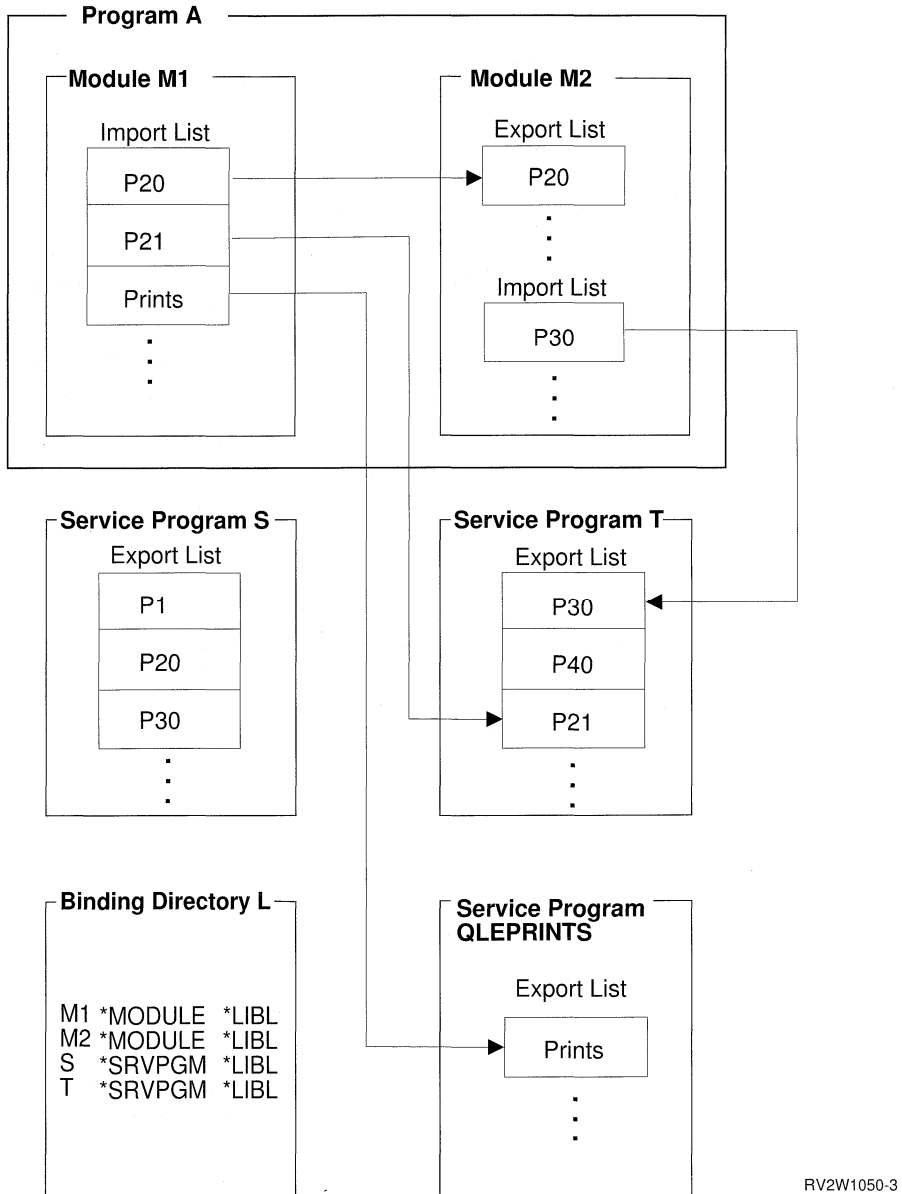 Program A
Module M1
Import List
P20
P21
Prints
Module M2
Export List
P20
Import List
P30
Service Program S
Export List
P1
P20
P30
Service Program T
Export List
P30
P40
P21
Binding Directory L
M1 *MODULE *LIBL
M2 *MODULE *LIBL
S *SRVPGM *LIBL
T *SRVPGM *LIBL
Service Program
QLEPRINTS
Export List
Prints
RV2W1050-3